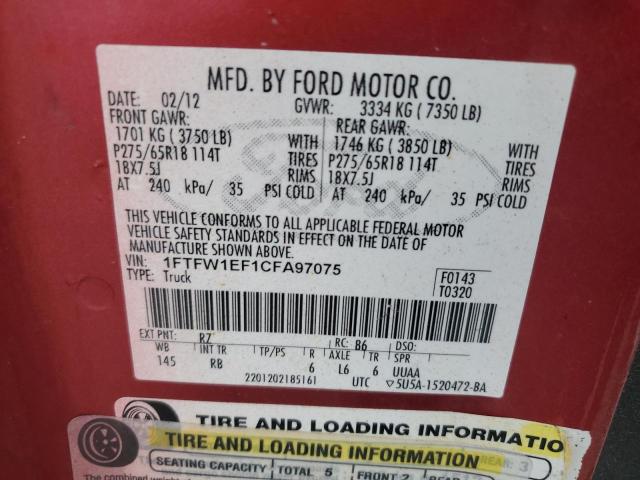 MFD. BY FORD MOTOR CO.
DATE: 02/12 GVWR: 3334 KG ( 7350 LB)
FRONT GAWR: REAR GAWR:
1701 KG ( 3750 LB) WITH 1746 KG ( 3850 LB) WITH
P275/65R18 114T TIRES P275/65R18 114T TIRES
18X7.5J RIMS 18X7.5J RIMS
AT 240 kPa/ 35 PSI COLD AT 240 kPa/ 35 PSI COLD
THIS VEHICLE CONFORMS TO ALL APPLICABLE FEDERAL MOTOR
VEHICLE SAFETY STANDARDS IN EFFECT ON THE DATE OF
MANUFACTURE SHOWN ABOVE.
VIN: 1FTFW1EF1CFA97075
TYPE: Truck
F0143
T0320
EXT PNT: RZ RC: B6 DSO:
WB INT TR TP/PS R AXLE TR SPR
145 RB 6 L6 6 UUAA
2201202185161 UTC ▽5U5A-1520472-BA
TIRE AND LOADING INFORMATIO
TIRE AND LOADING INFORMATION
SEATING CAPACITY TOTAL 5 FRONT 2 REAR 3